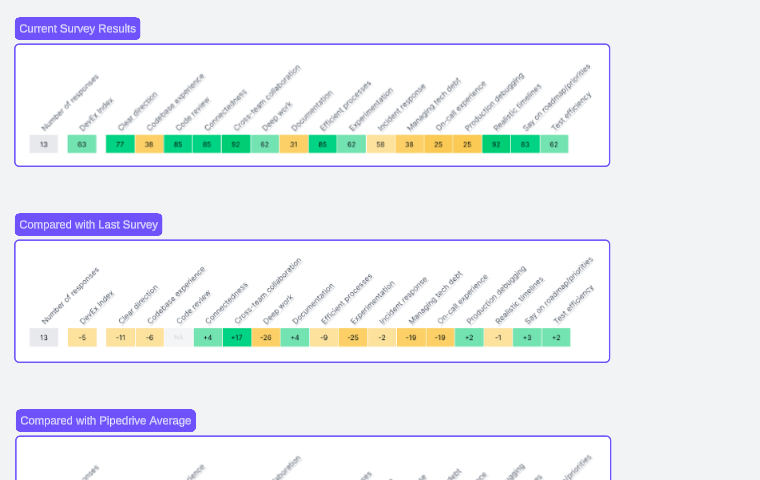 Current Survey Results
Number of responses
DevEx Index
Clear direction
Codebase experience
Code review
Connectedness
Cross-team collaboration
Deep work
Documentation
Efficient processes
Experimentation
Incident response
Managing tech debt
On-call experience
Production debugging
Realistic timelines
Say on roadmap/priorities
Test efficiency
13 63 77 38 85 85 92 62 31 85 62 58 38 25 25 92 83 62
Compared with Last Survey
Number of responses
DevEx Index
Clear direction
Codebase experience
Code review
Connectedness
Cross-team collaboration
Deep work
Documentation
Efficient processes
Experimentation
Incident response
Managing tech debt
On-call experience
Production debugging
Realistic timelines
Say on roadmap/priorities
Test efficiency
13 -5 -11 -6 NA +4 +17 -26 +4 -9 -25 -2 -19 -19 +2 -1 +3 +2
Compared with Pipedrive Average